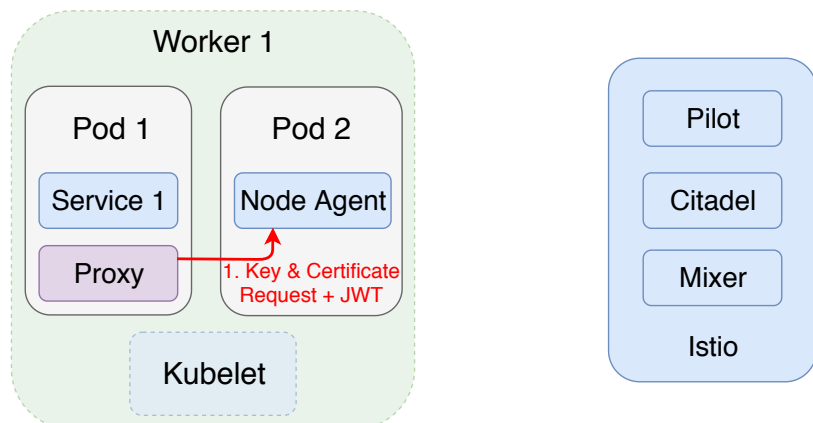 Worker 1
Pod 1
Service 1
Proxy
Pod 2
Node Agent
1. Key & Certificate
Request + JWT
Kubelet
Pilot
Citadel
Mixer
Istio